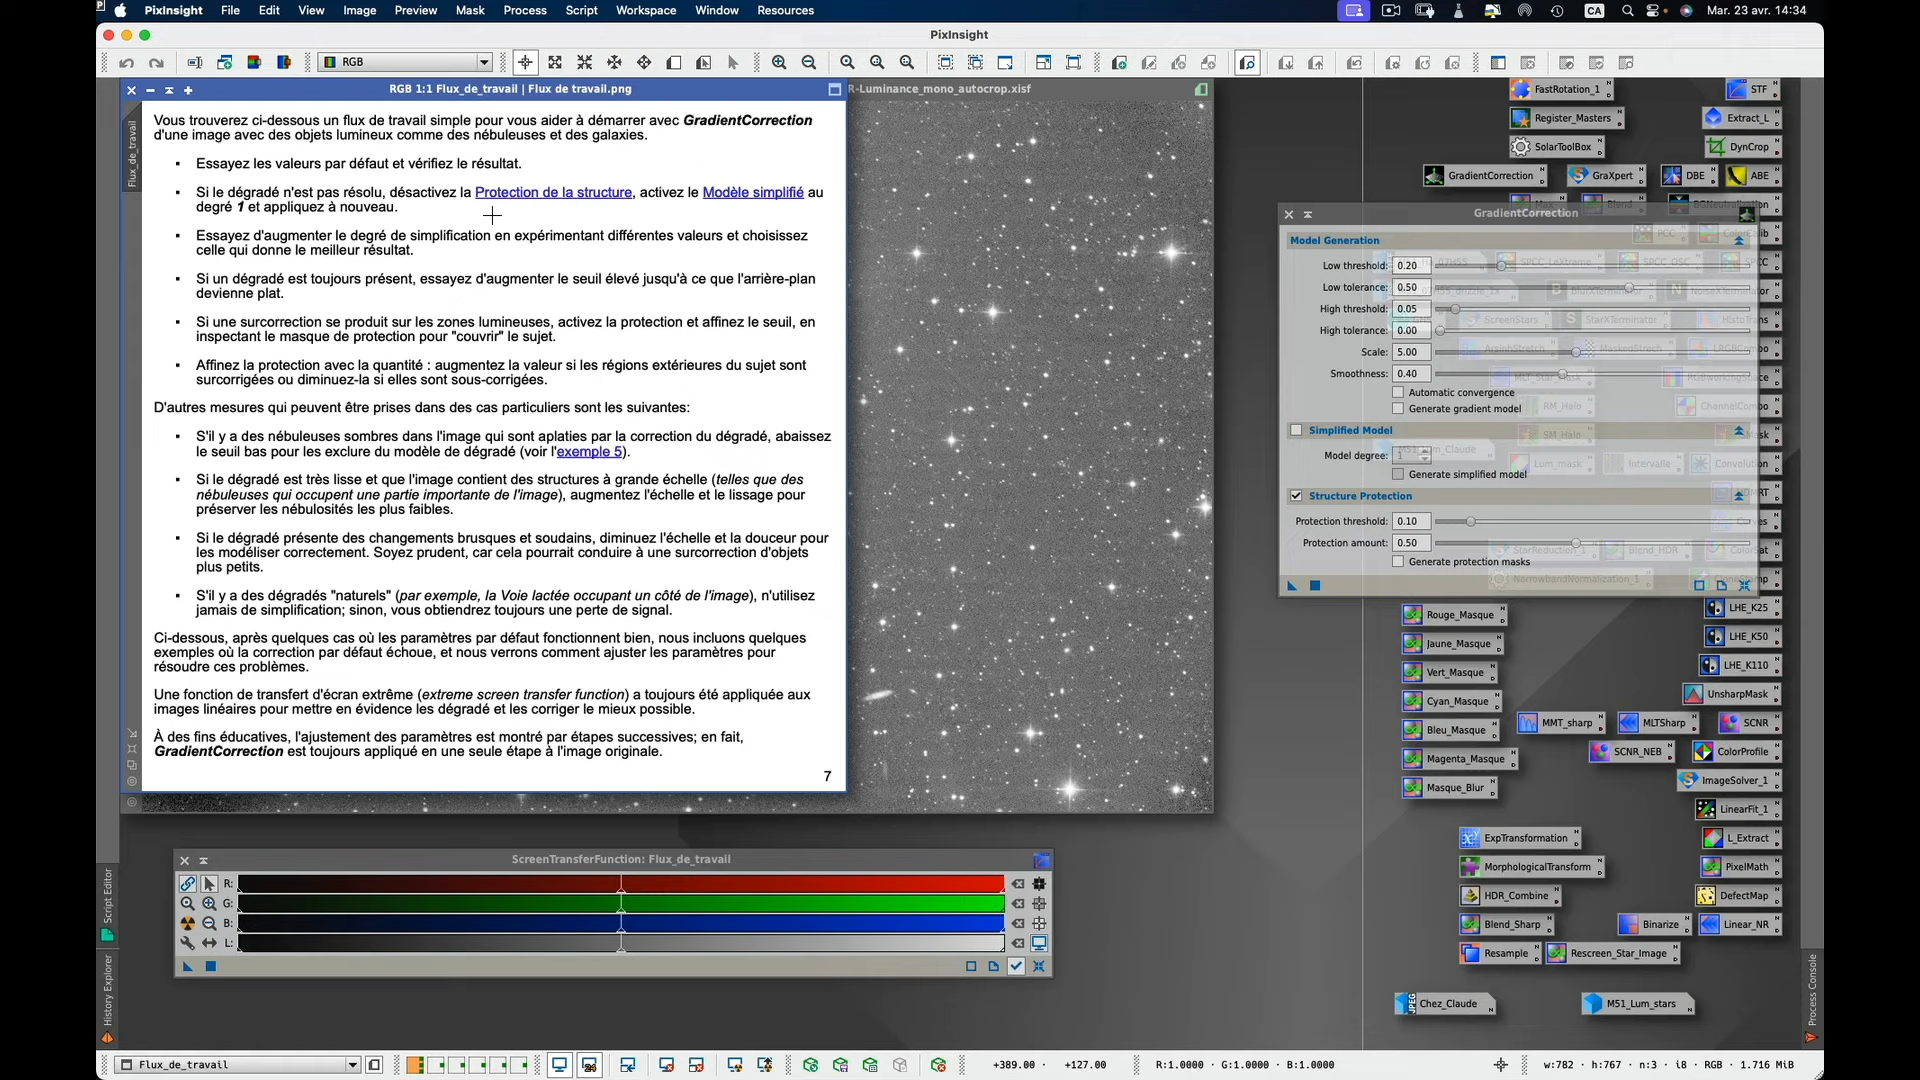 PixInsight File Edit View Image Preview Mask Process Script Workspace Window Resources CA Mar. 23 avr. 14:34
PixInsight
RGB
RGB 1:1 Flux_de_travail | Flux de travail.png
R-Luminance_mono_autocrop.xisf
Flux_de_travail
Vous trouverez ci-dessous un flux de travail simple pour vous aider à démarrer avec GradientCorrection
d'une image avec des objets lumineux comme des nébuleuses et des galaxies.
▪ Essayez les valeurs par défaut et vérifiez le résultat.
▪ Si le dégradé n'est pas résolu, désactivez la Protection de la structure, activez le Modèle simplifié au
degré 1 et appliquez à nouveau.
▪ Essayez d'augmenter le degré de simplification en expérimentant différentes valeurs et choisissez
celle qui donne le meilleur résultat.
▪ Si un dégradé est toujours présent, essayez d'augmenter le seuil élevé jusqu'à ce que l'arrière-plan
devienne plat.
▪ Si une surcorrection se produit sur les zones lumineuses, activez la protection et affinez le seuil, en
inspectant le masque de protection pour "couvrir" le sujet.
▪ Affinez la protection avec la quantité : augmentez la valeur si les régions extérieures du sujet sont
surcorrigées ou diminuez-la si elles sont sous-corrigées.
D'autres mesures qui peuvent être prises dans des cas particuliers sont les suivantes:
▪ S'il y a des nébuleuses sombres dans l'image qui sont aplaties par la correction du dégradé, abaissez
le seuil bas pour les exclure du modèle de dégradé (voir l'exemple 5).
▪ Si le dégradé est très lisse et que l'image contient des structures à grande échelle (telles que des
nébuleuses qui occupent une partie importante de l'image), augmentez l'échelle et le lissage pour
préserver les nébulosités les plus faibles.
▪ Si le dégradé présente des changements brusques et soudains, diminuez l'échelle et la douceur pour
les modéliser correctement. Soyez prudent, car cela pourrait conduire à une surcorrection d'objets
plus petits.
▪ S'il y a des dégradés "naturels" (par exemple, la Voie lactée occupant un côté de l'image), n'utilisez
jamais de simplification; sinon, vous obtiendrez toujours une perte de signal.
Ci-dessous, après quelques cas où les paramètres par défaut fonctionnent bien, nous incluons quelques
exemples où la correction par défaut échoue, et nous verrons comment ajuster les paramètres pour
résoudre ces problèmes.
Une fonction de transfert d'écran extrême (extreme screen transfer function) a toujours été appliquée aux
images linéaires pour mettre en évidence les dégradé et les corriger le mieux possible.
À des fins éducatives, l'ajustement des paramètres est montré par étapes successives; en fait,
GradientCorrection est toujours appliqué en une seule étape à l'image originale.
7
FastRotation_1 STF
Register_Masters Extract_L
SolarToolBox DynCrop
GradientCorrection GraXpert DBE ABE
GradientCorrection
Model Generation
Low threshold: 0.20
Low tolerance: 0.50
High threshold: 0.05
High tolerance: 0.00
Scale: 5.00
Smoothness: 0.40
Automatic convergence
Generate gradient model
Simplified Model
Model degree: 1
Generate simplified model
Structure Protection
Protection threshold: 0.10
Protection amount: 0.50
Generate protection masks
Rouge_Masque LHE_K25
Jaune_Masque LHE_K50
Vert_Masque LHE_K110
Cyan_Masque UnsharpMask
Bleu_Masque MMT_sharp MLTSharp SCNR
Magenta_Masque SCNR_NEB ColorProfile
Masque_Blur ImageSolver_1
LinearFit_1
ExpTransformation L_Extract
MorphologicalTransform PixelMath
HDR_Combine DefectMap
Blend_Sharp Binarize Linear_NR
Resample Rescreen_Star_Image
Chez_Claude M51_Lum_stars
ScreenTransferFunction: Flux_de_travail
R:
G:
B:
L:
Script Editor
History Explorer
Process Console
Flux_de_travail +389.00 · +127.00 R:1.0000 · G:1.0000 · B:1.0000 w:782 · h:767 · n:3 · i8 · RGB · 1.716 MiB